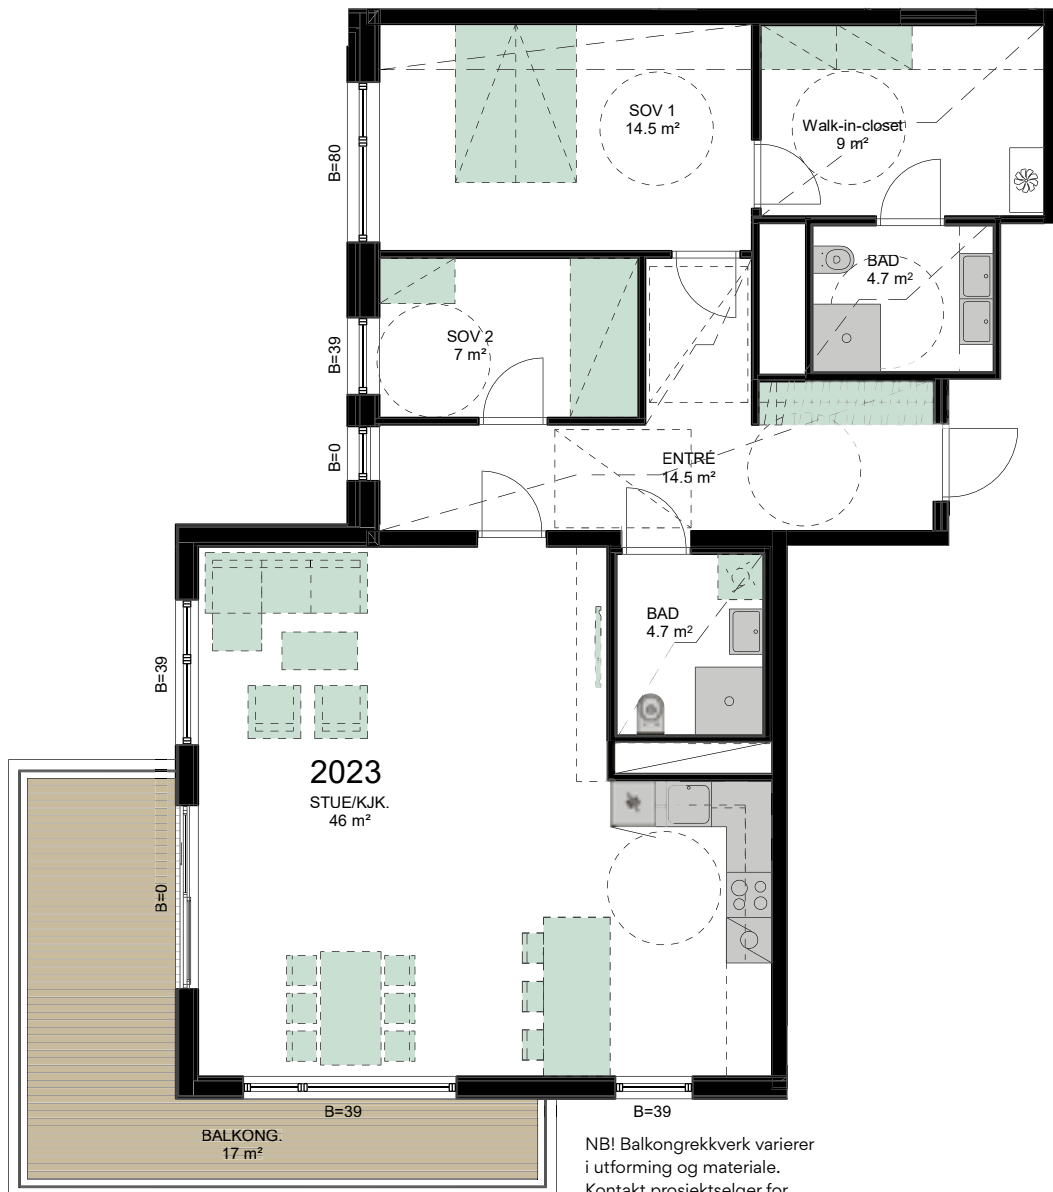 SOV 1
14.5 m²
Walk-in-closet
9 m²
B=80
BAD
4.7 m²
SOV 2
7 m²
B=39
ENTRÉ
14.5 m²
B=0
BAD
4.7 m²
B=39
2023
STUE/KJK.
46 m²
B=0
B=39
B=39
BALKONG.
17 m²
NB! Balkongrekkverk varierer
i utforming og materiale.
Kontakt prosjektselger for